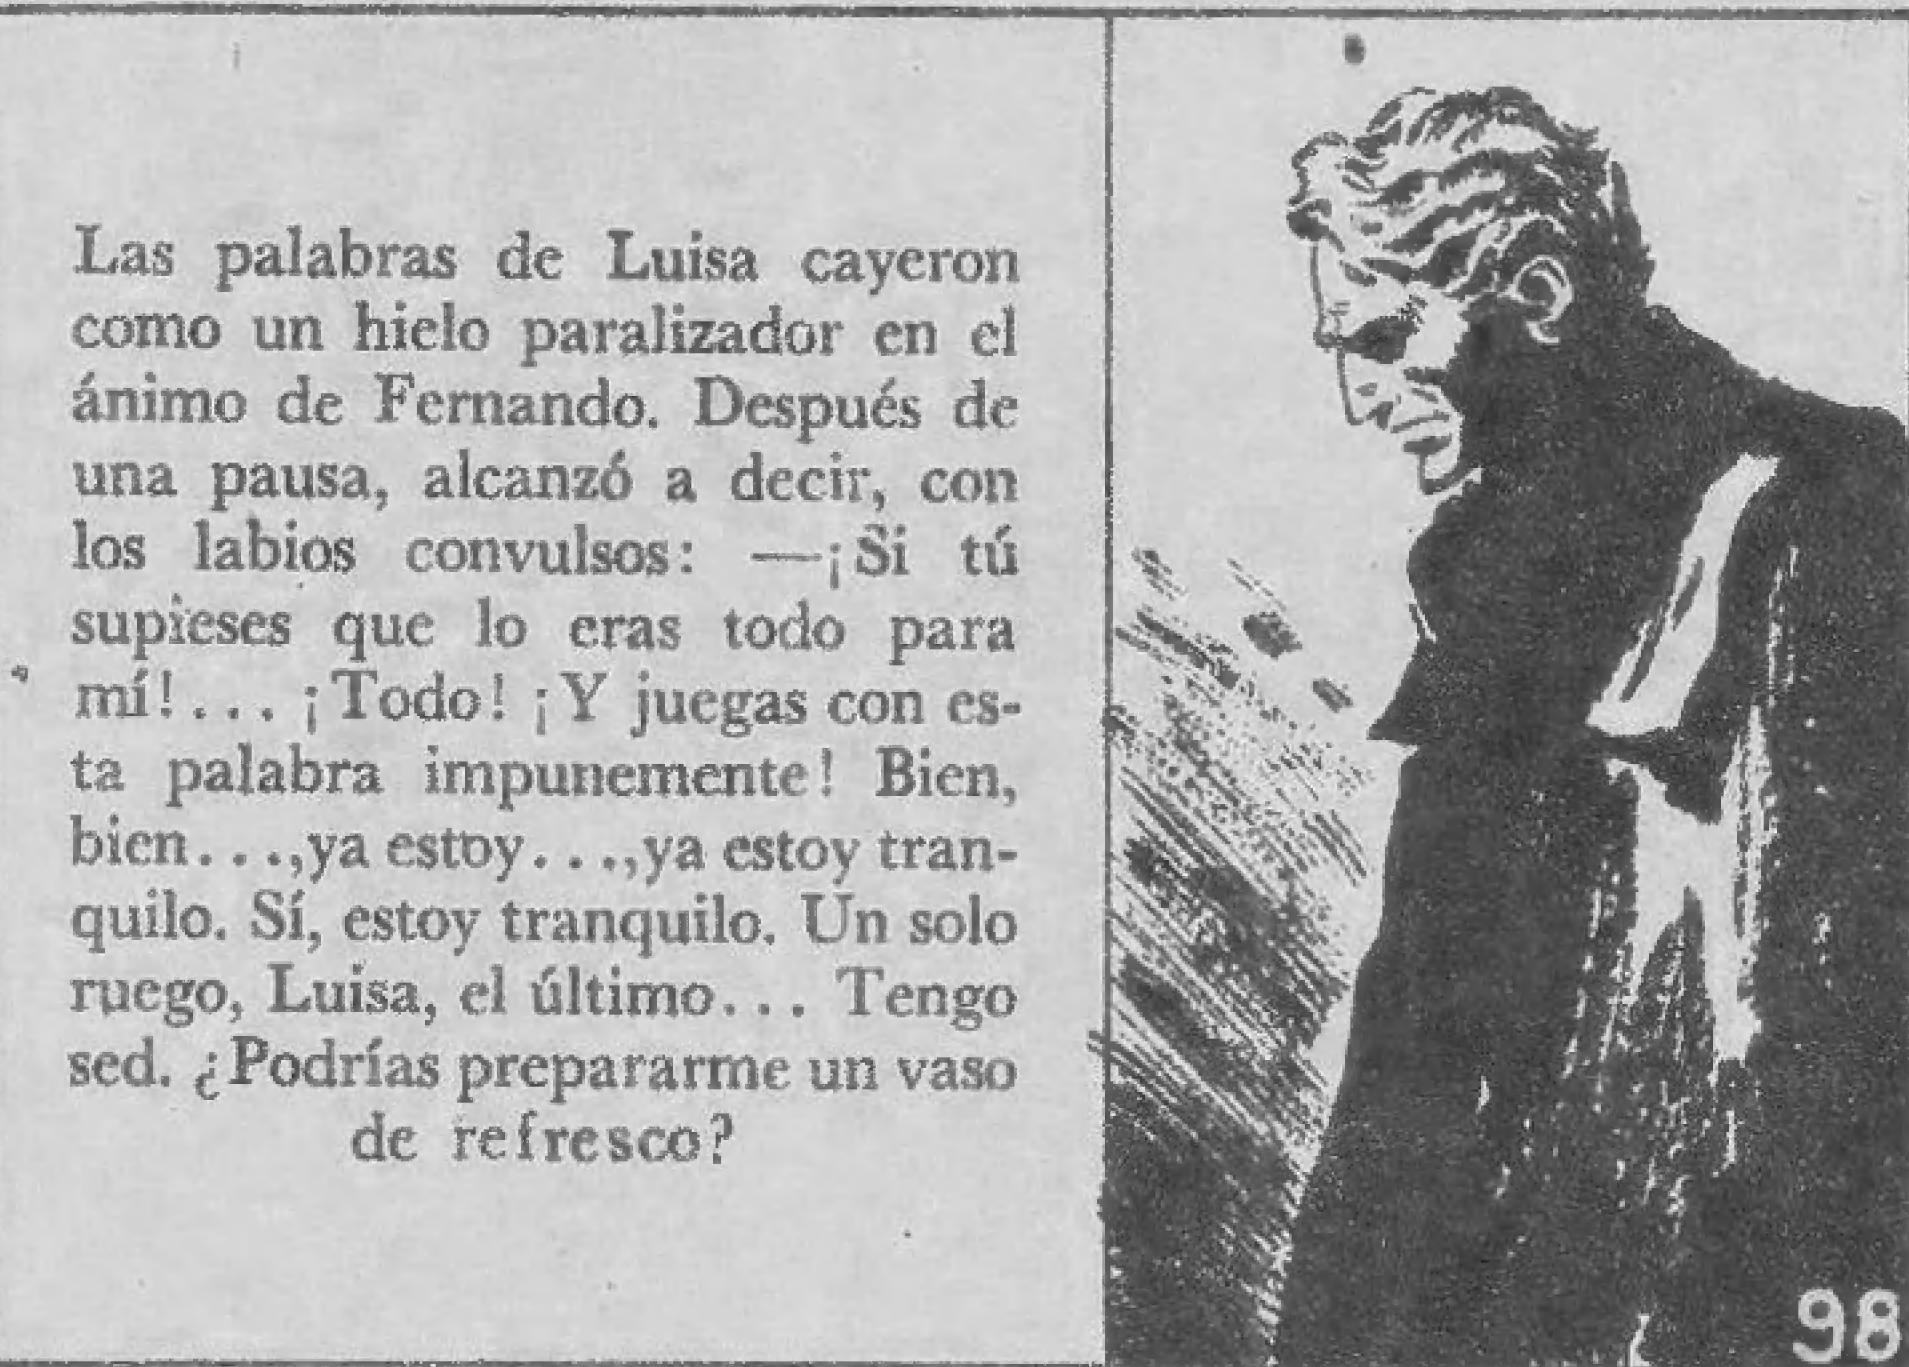 Las palabras de Luisa cayeron
como un hielo paralizador en el
ánimo de Fernando. Después de
una pausa, alcanzó a decir, con
los labios convulsos: —¡Si tú
supieses que lo eras todo para
mí!... ¡Todo! ¡Y juegas con es-
ta palabra impunemente! Bien,
bien...,ya estoy...,ya estoy tran-
quilo. Sí, estoy tranquilo. Un solo
ruego, Luisa, el último... Tengo
sed. ¿Podrías prepararme un vaso
de refresco?
98